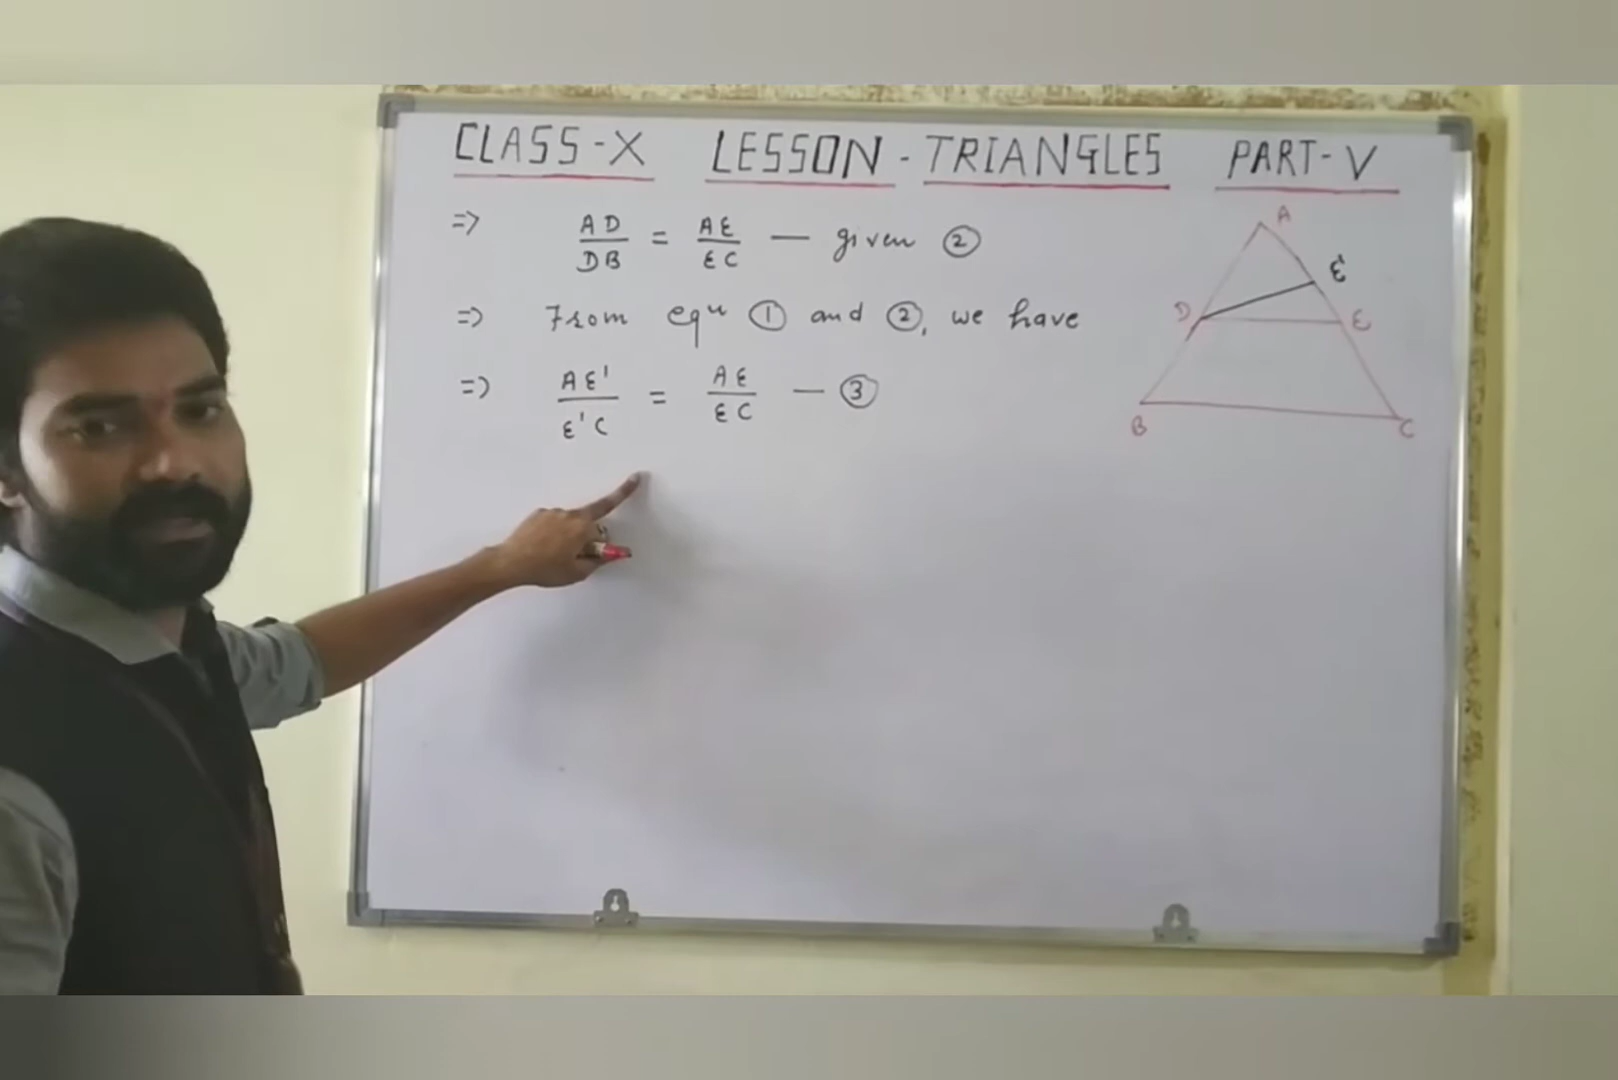 CLASS-X LESSON-TRIANGLES PART-V
=> AD/DB = AE/EC — given ②
=> From equⁿ ① and ②, we have
=> AE'/E'C = AE/EC — ③
A
E'
D E
B C